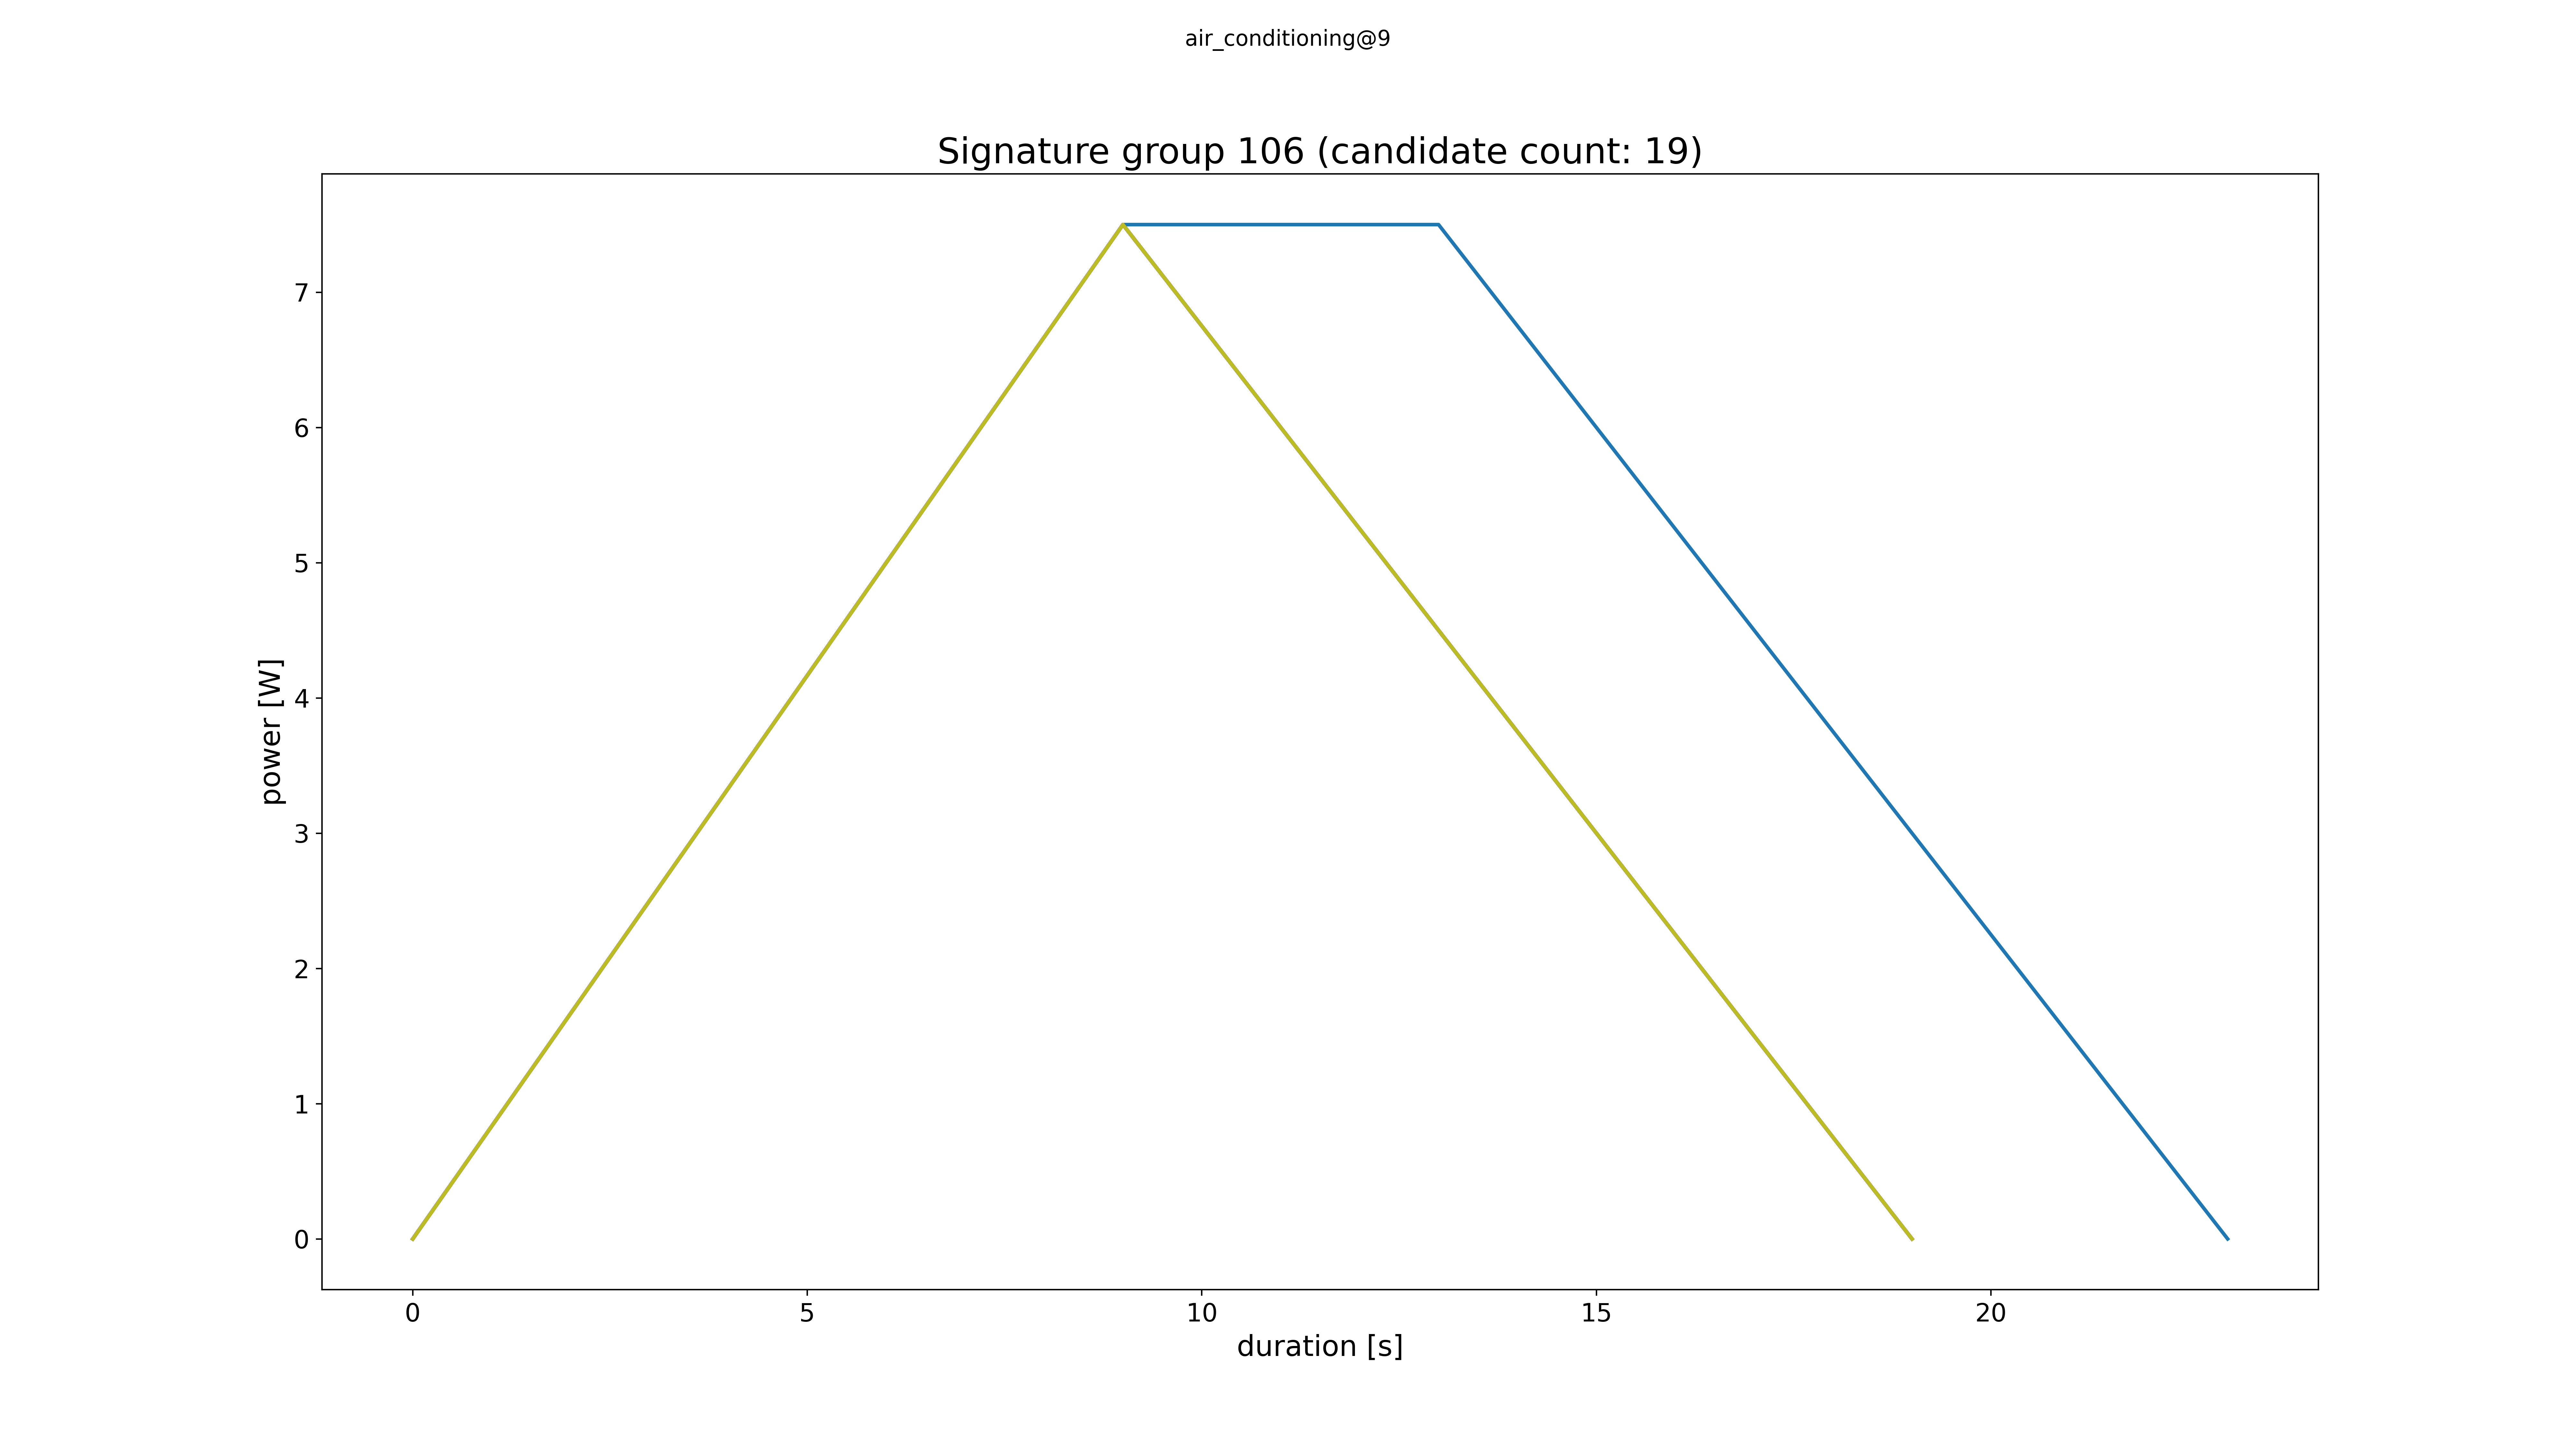 air_conditioning@9
Signature group 106 (candidate count: 19)
power [W]
7
6
5
4
3
2
1
0
0 5 10 15 20
duration [s]